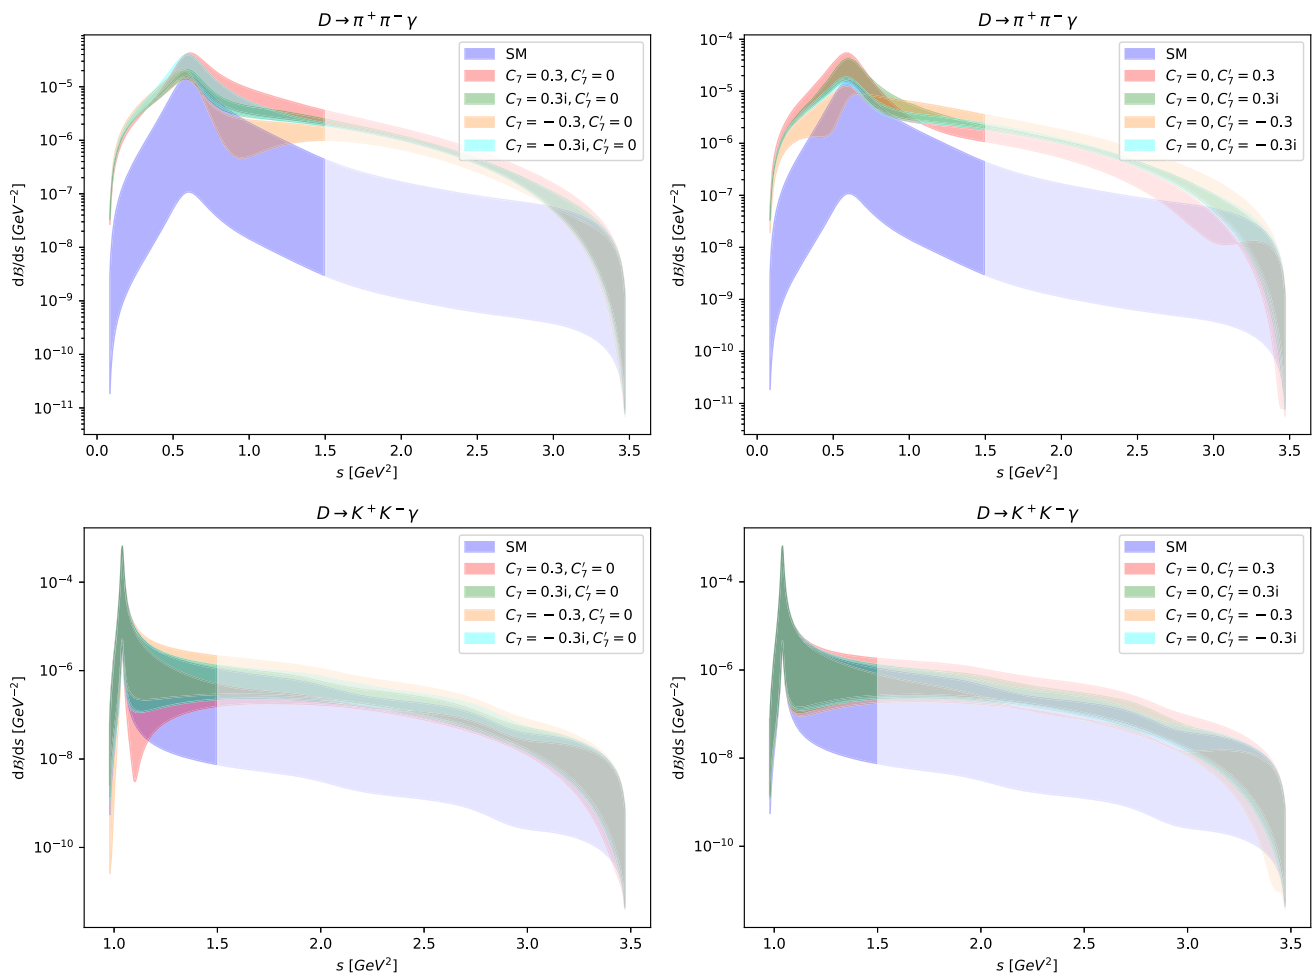 D → π⁺ π⁻ γ
SM
C₇ = 0.3, C₇′ = 0
C₇ = 0.3i, C₇′ = 0
C₇ = −0.3, C₇′ = 0
C₇ = −0.3i, C₇′ = 0
10⁻⁵
10⁻⁶
10⁻⁷
10⁻⁸
10⁻⁹
10⁻¹⁰
10⁻¹¹
dℬ/ds [GeV⁻²]
0.0 0.5 1.0 1.5 2.0 2.5 3.0 3.5
s [GeV²]
D → π⁺ π⁻ γ
SM
C₇ = 0, C₇′ = 0.3
C₇ = 0, C₇′ = 0.3i
C₇ = 0, C₇′ = −0.3
C₇ = 0, C₇′ = −0.3i
10⁻⁴
10⁻⁵
10⁻⁶
10⁻⁷
10⁻⁸
10⁻⁹
10⁻¹⁰
10⁻¹¹
dℬ/ds [GeV⁻²]
0.0 0.5 1.0 1.5 2.0 2.5 3.0 3.5
s [GeV²]
D → K⁺ K⁻ γ
SM
C₇ = 0.3, C₇′ = 0
C₇ = 0.3i, C₇′ = 0
C₇ = −0.3, C₇′ = 0
C₇ = −0.3i, C₇′ = 0
10⁻⁴
10⁻⁶
10⁻⁸
10⁻¹⁰
dℬ/ds [GeV⁻²]
1.0 1.5 2.0 2.5 3.0 3.5
s [GeV²]
D → K⁺ K⁻ γ
SM
C₇ = 0, C₇′ = 0.3
C₇ = 0, C₇′ = 0.3i
C₇ = 0, C₇′ = −0.3
C₇ = 0, C₇′ = −0.3i
10⁻⁴
10⁻⁶
10⁻⁸
10⁻¹⁰
dℬ/ds [GeV⁻²]
1.0 1.5 2.0 2.5 3.0 3.5
s [GeV²]